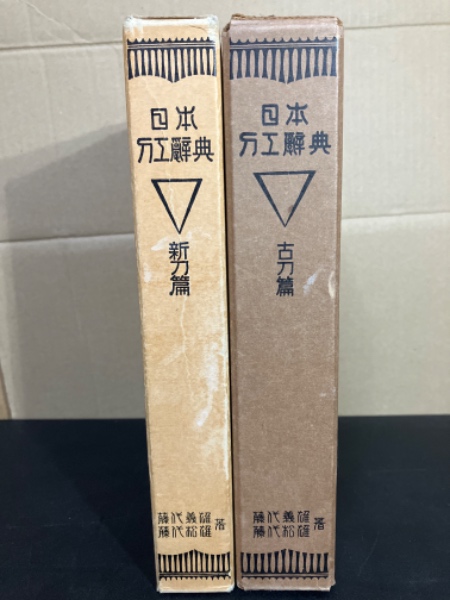 日本
刀工辭典
新刀篇
藤代義雄
藤代松雄 著
日本
刀工辭典
古刀篇
藤代義雄
藤代松雄 著